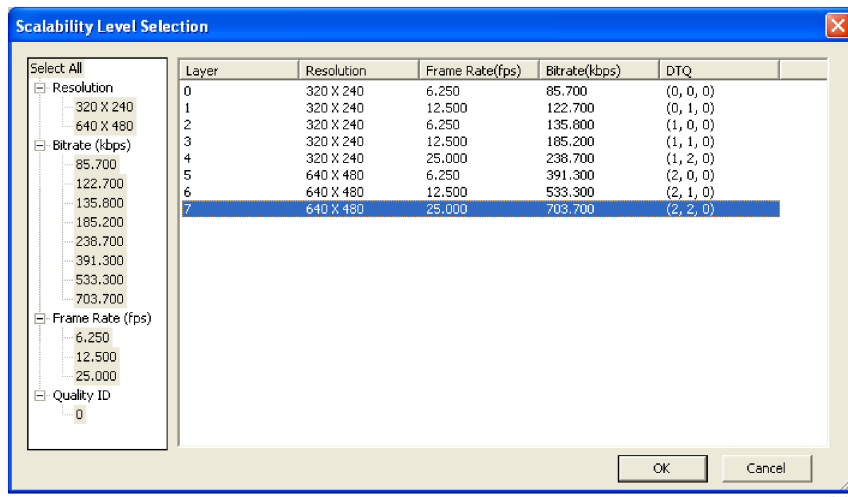 Scalability Level Selection
Select All
Resolution
320 X 240
640 X 480
Bitrate (kbps)
85.700
122.700
135.800
185.200
238.700
391.300
533.300
703.700
Frame Rate (fps)
6.250
12.500
25.000
Quality ID
0
Layer Resolution Frame Rate(fps) Bitrate(kbps) DTQ
0 320 X 240 6.250 85.700 (0, 0, 0)
1 320 X 240 12.500 122.700 (0, 1, 0)
2 320 X 240 6.250 135.800 (1, 0, 0)
3 320 X 240 12.500 185.200 (1, 1, 0)
4 320 X 240 25.000 238.700 (1, 2, 0)
5 640 X 480 6.250 391.300 (2, 0, 0)
6 640 X 480 12.500 533.300 (2, 1, 0)
7 640 X 480 25.000 703.700 (2, 2, 0)
OK Cancel